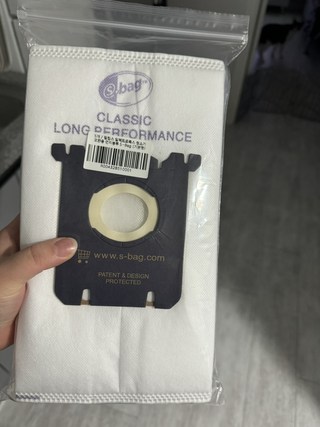 s-bag
CLASSIC
LONG PERFORMANCE
www.s-bag.com
PATENT & DESIGN
PROTECTED